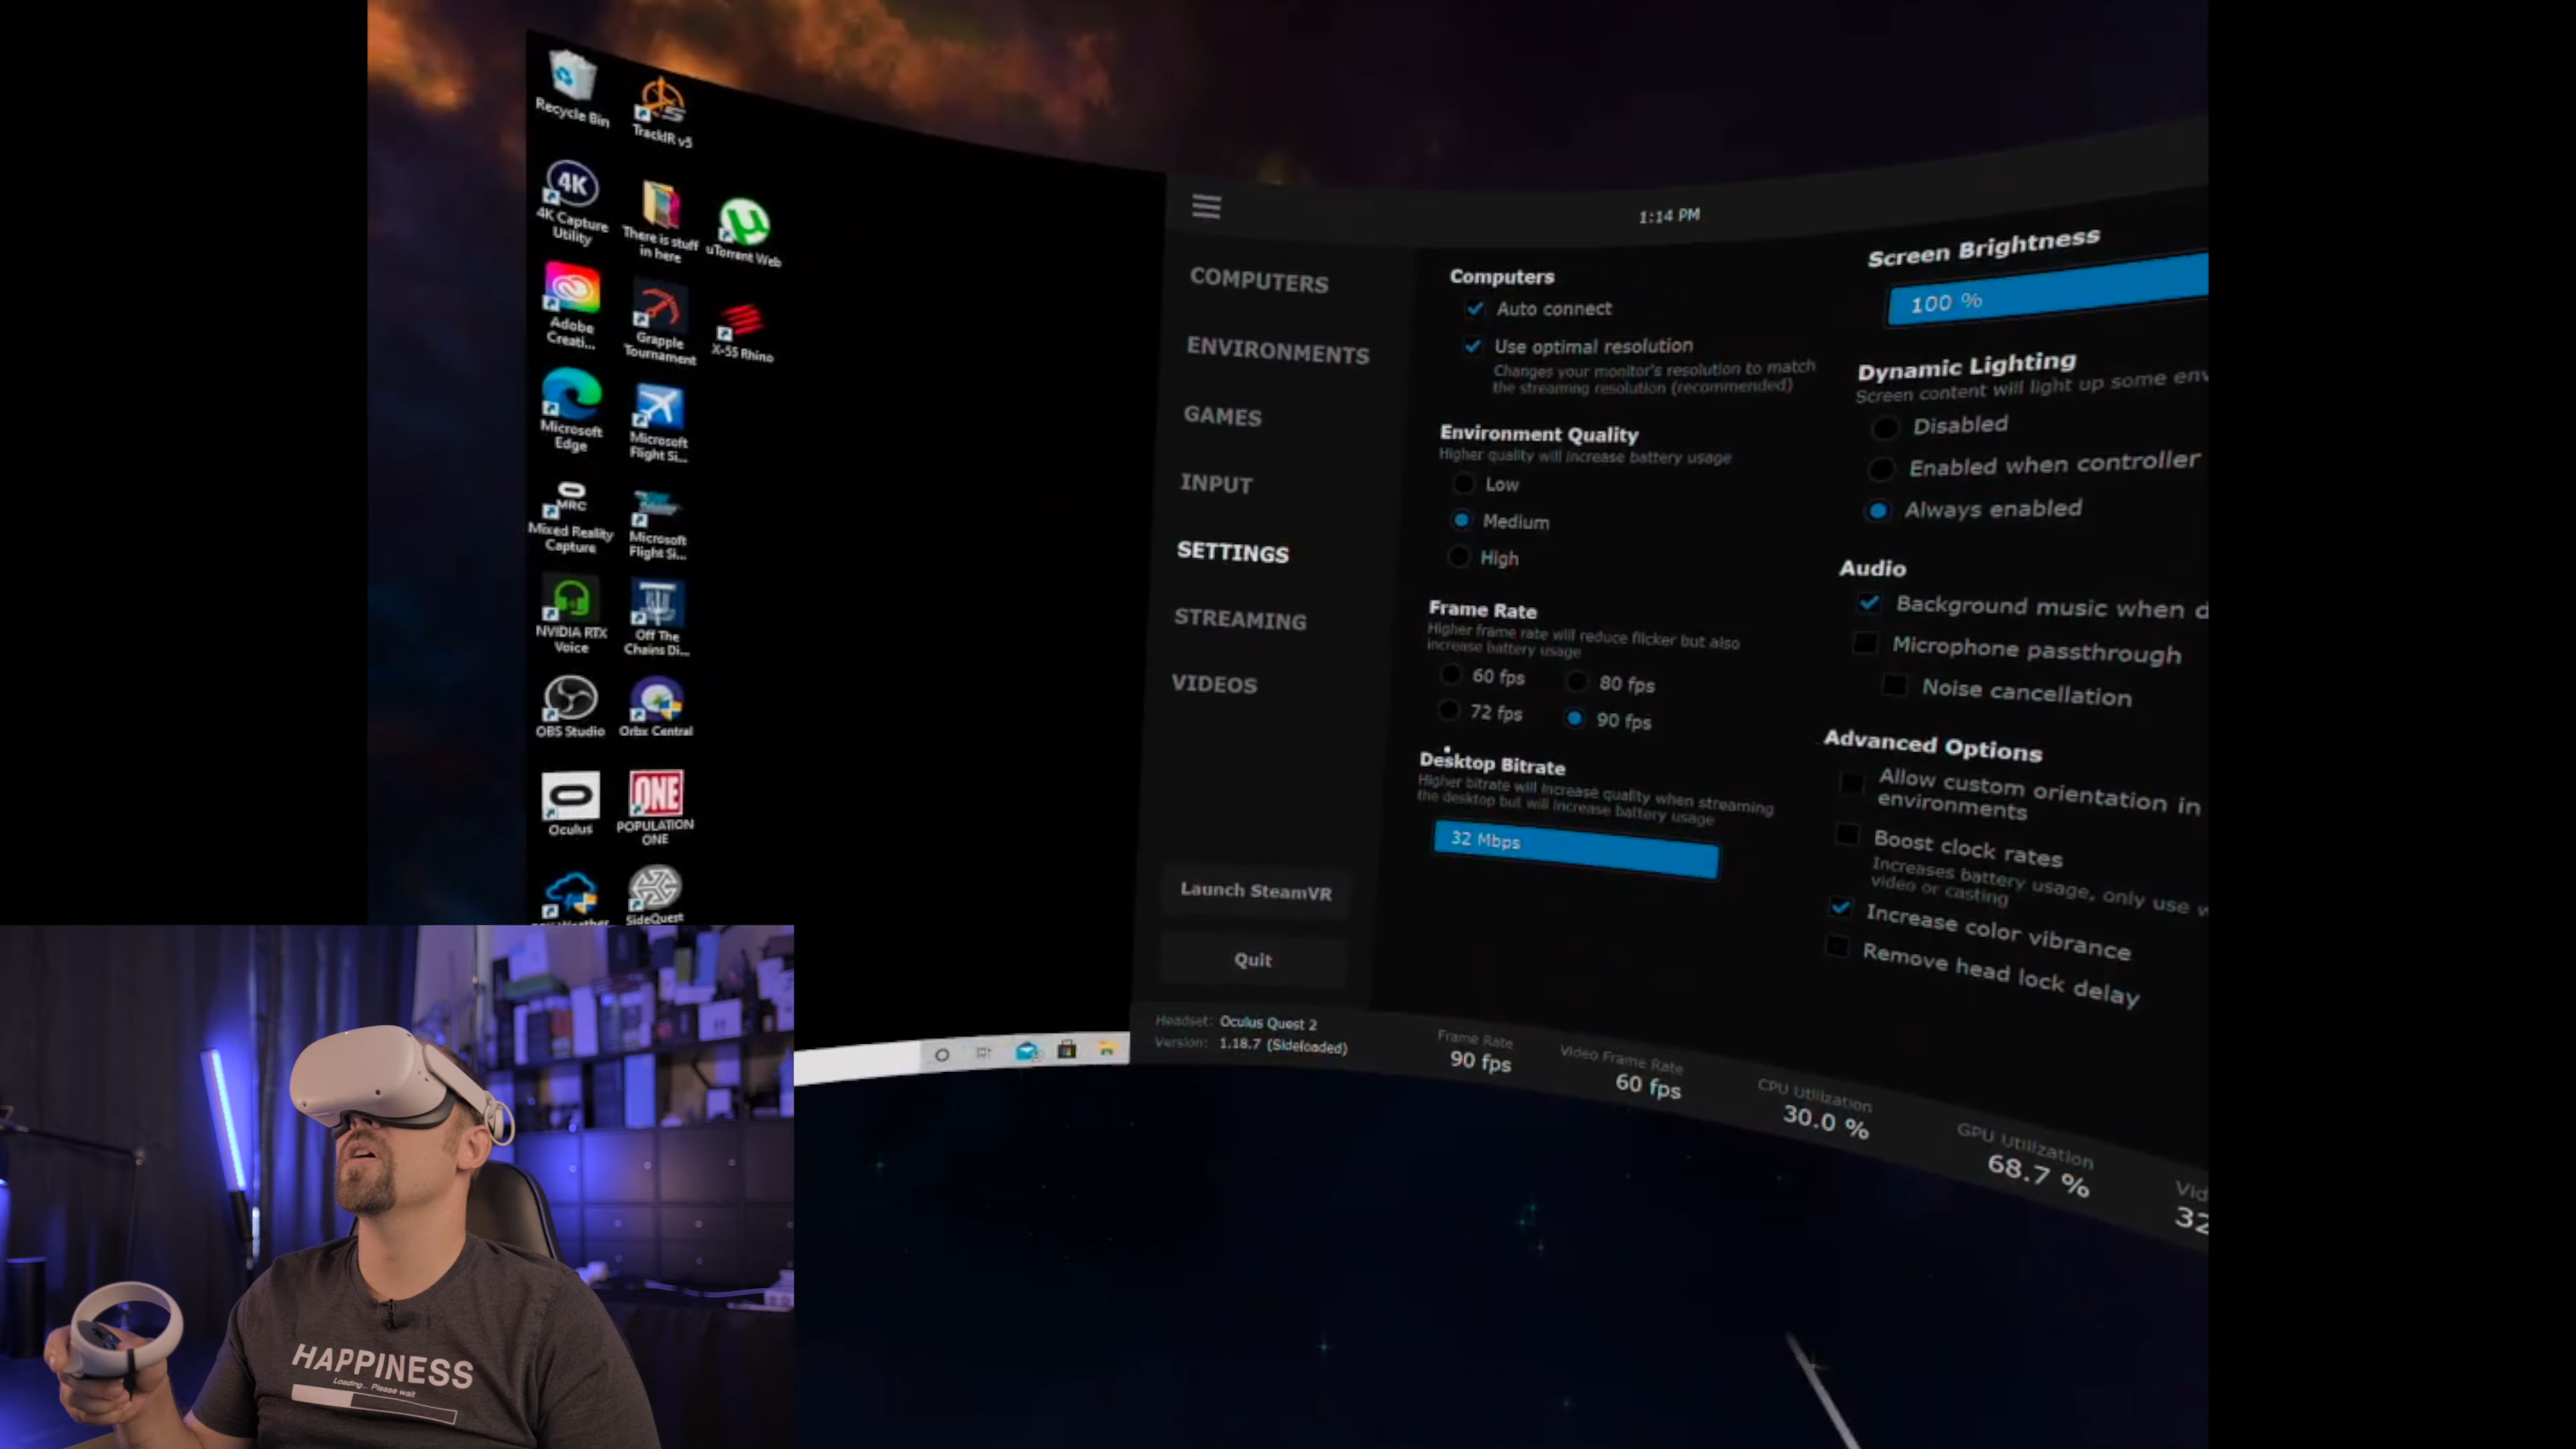 Recycle Bin
TrackIR v5
4K
4K Capture
Utility
There is stuff
in here
µ
uTorrent Web
Adobe
Creati...
Grapple
Tournament
X-55 Rhino
Microsoft
Edge
Microsoft
Flight Si...
MRC
Mixed Reality
Capture
Microsoft
Flight Si...
NVIDIA RTX
Voice
Off The
Chains Di...
OBS Studio
Orbx Central
Oculus
ONE
POPULATION
ONE
SideQuest
1:14 PM
COMPUTERS
ENVIRONMENTS
GAMES
INPUT
SETTINGS
STREAMING
VIDEOS
Launch SteamVR
Quit
Computers
Auto connect
Use optimal resolution
Changes your monitor's resolution to match
the streaming resolution (recommended)
Environment Quality
Higher quality will increase battery usage
Low
Medium
High
Frame Rate
Higher frame rate will reduce flicker but also
increase battery usage
60 fps
80 fps
72 fps
90 fps
Desktop Bitrate
Higher bitrate will increase quality when streaming
the desktop but will increase battery usage
32 Mbps
Screen Brightness
100 %
Dynamic Lighting
Screen content will light up some env
Disabled
Enabled when controller
Always enabled
Audio
Background music when d
Microphone passthrough
Noise cancellation
Advanced Options
Allow custom orientation in
environments
Boost clock rates
Increases battery usage, only use w
video or casting
Increase color vibrance
Remove head lock delay
Headset: Oculus Quest 2
Version: 1.18.7 (Sideloaded)
Frame Rate
90 fps
Video Frame Rate
60 fps
CPU Utilization
30.0 %
GPU Utilization
68.7 %
Vid
32
HAPPINESS
Loading... Please wait